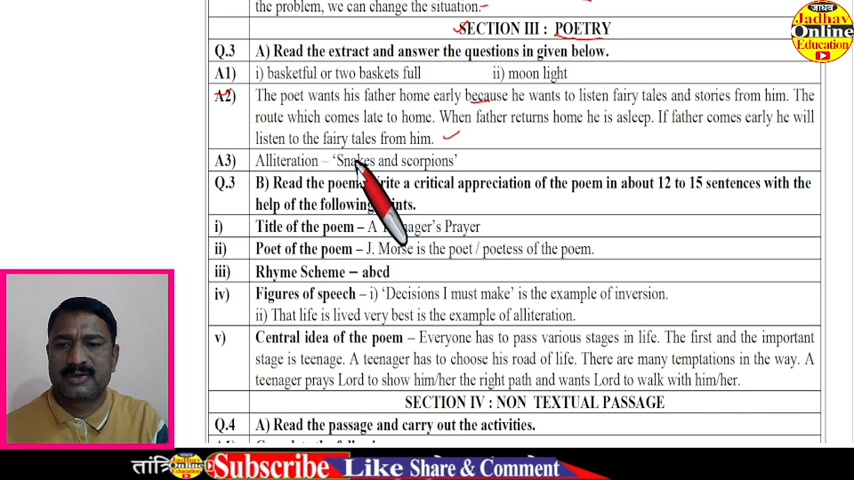 the problem, we can change the situation.
SECTION III : POETRY
Q.3 A) Read the extract and answer the questions in given below.
A1) i) basketful or two baskets full ii) moon light
A2) The poet wants his father home early because he wants to listen fairy tales and stories from him. The
route which comes late to home. When father returns home he is asleep. If father comes early he will
listen to the fairy tales from him.
A3) Alliteration – 'Snakes and scorpions'
Q.3 B) Read the poem Write a critical appreciation of the poem in about 12 to 15 sentences with the
help of the following
i) Title of the poem – A Teenager's Prayer
ii) Poet of the poem – J. Morse is the poet / poetess of the poem.
iii) Rhyme Scheme – abcd
iv) Figures of speech – i) 'Decisions I must make' is the example of inversion.
ii) That life is lived very best is the example of alliteration.
v) Central idea of the poem – Everyone has to pass various stages in life. The first and the important
stage is teenage. A teenager has to choose his road of life. There are many temptations in the way. A
teenager prays Lord to show him/her the right path and wants Lord to walk with him/her.
SECTION IV : NON TEXTUAL PASSAGE
Q.4 A) Read the passage and carry out the activities.
जाधव
Jadhav
Online
Education
तांत्रि
Jadhav
Online
Education
Subscribe Like Share & Comment